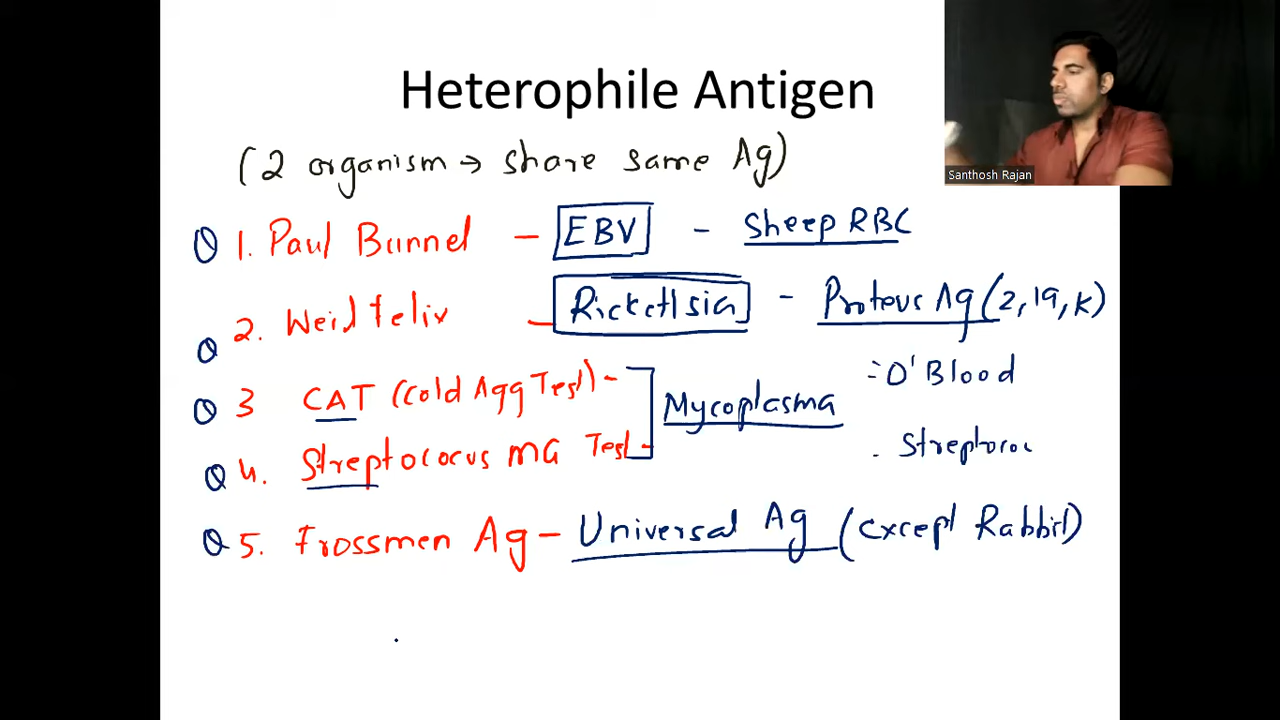 Heterophile Antigen
Santhosh Rajan
(2 organism → share same Ag)
1. Paul Bunnel - EBV - Sheep RBC
2. Weil felix - Rickettsia - Proteus Ag (2, 19, K)
3 CAT (Cold Agg Test) - Mycoplasma - 'O' Blood
4. Streptococus MG Test - - Streptococ
5. Frossmen Ag - Universal Ag (except Rabbit)